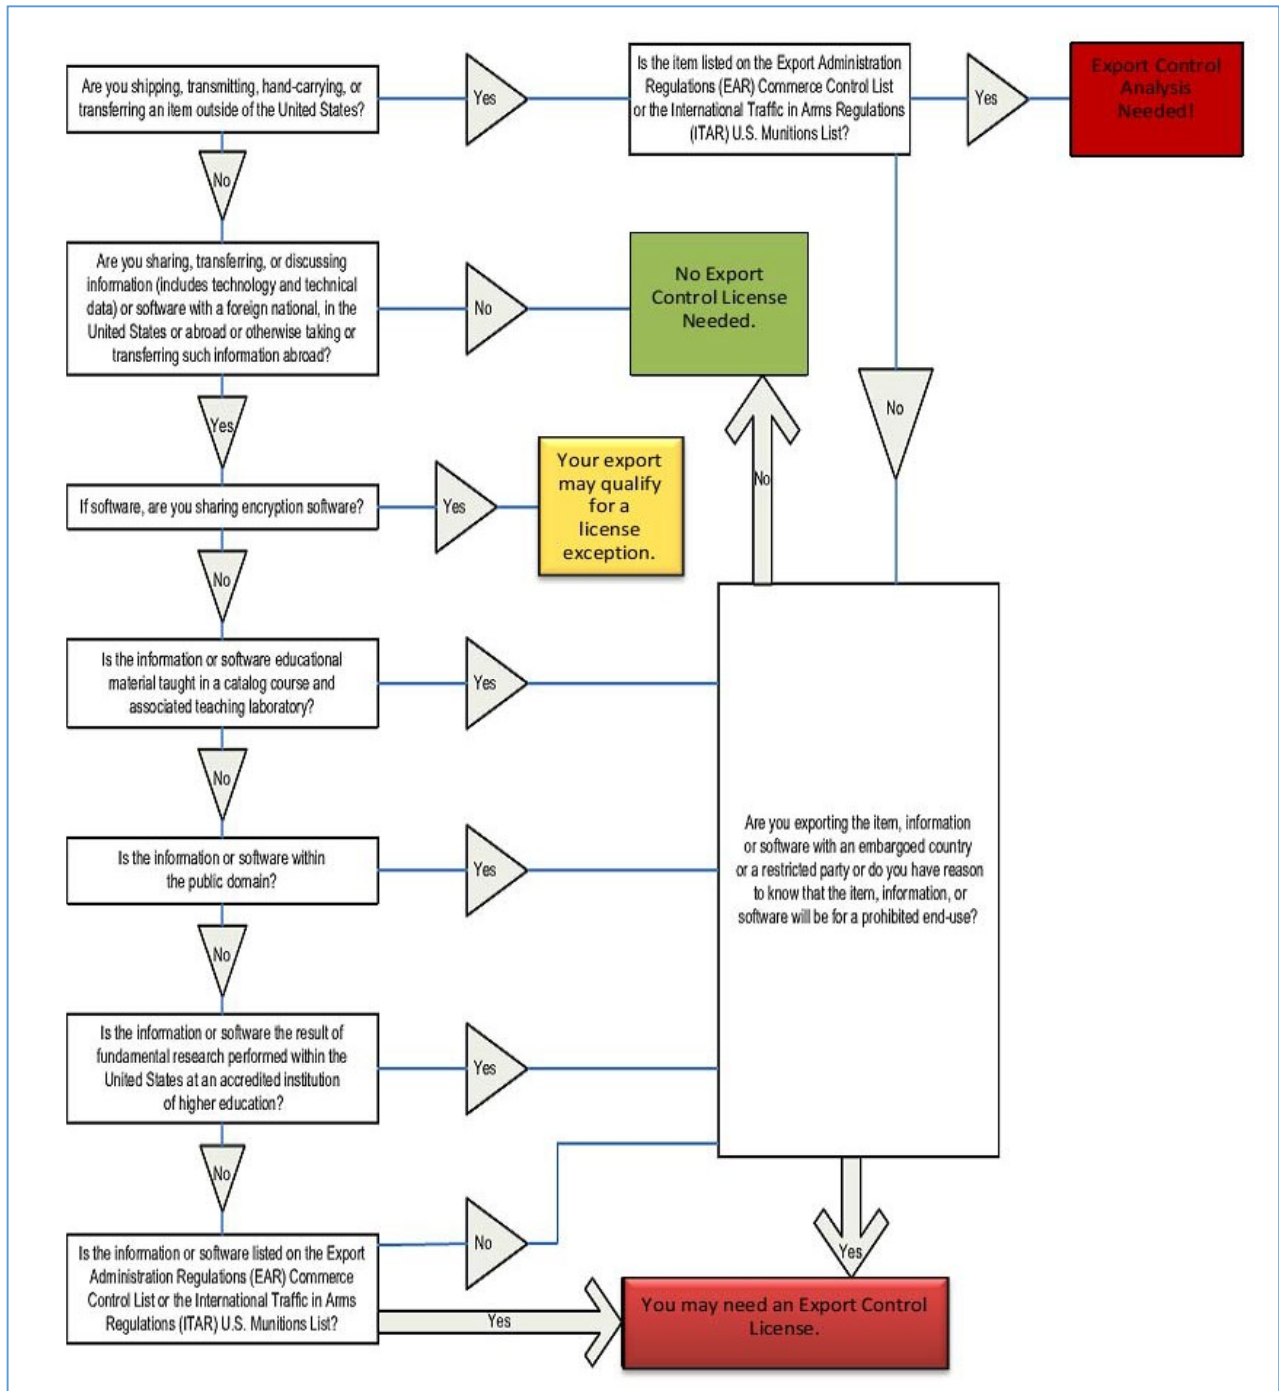 Are you shipping, transmitting, hand-carrying, or
transferring an item outside of the United States?
Yes
Is the item listed on the Export Administration
Regulations (EAR) Commerce Control List
or the International Traffic in Arms Regulations
(ITAR) U.S. Munitions List?
Yes
Export Control
Analysis
Needed!
No
Are you sharing, transferring, or discussing
information (includes technology and technical
data) or software with a foreign national, in the
United States or abroad or otherwise taking or
transferring such information abroad?
No
No Export
Control License
Needed.
No
Yes
No
If software, are you sharing encryption software?
Yes
Your export
may qualify
for a
license
exception.
No
Is the information or software educational
material taught in a catalog course and
associated teaching laboratory?
Yes
No
Is the information or software within
the public domain?
Yes
Are you exporting the item, information
or software with an embargoed country
or a restricted party or do you have reason
to know that the item, information, or
software will be for a prohibited end-use?
No
Is the information or software the result of
fundamental research performed within the
United States at an accredited institution
of higher education?
Yes
No
Is the information or software listed on the Export
Administration Regulations (EAR) Commerce
Control List or the International Traffic in Arms
Regulations (ITAR) U.S. Munitions List?
No
Yes
Yes
You may need an Export Control
License.